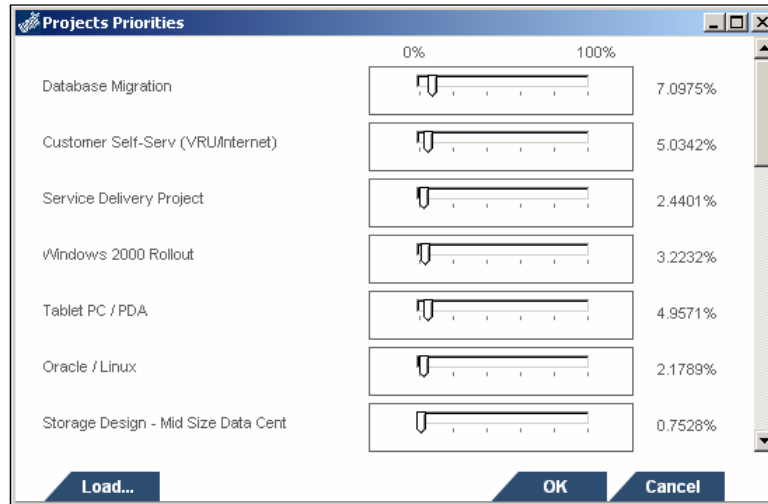 Projects Priorities
0% 100%
Database Migration 7.0975%
Customer Self-Serv (VRU/Internet) 5.0342%
Service Delivery Project 2.4401%
Windows 2000 Rollout 3.2232%
Tablet PC / PDA 4.9571%
Oracle / Linux 2.1789%
Storage Design - Mid Size Data Cent 0.7528%
Load... OK Cancel